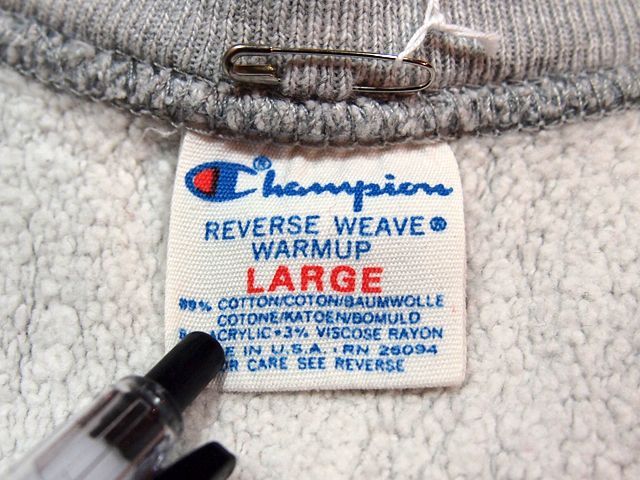 Champion®
REVERSE WEAVE®
WARMUP
LARGE
89% COTTON/COTON/BAUMWOLLE
COTONE/KATOEN/BOMULD
ACRYLIC•3% VISCOSE RAYON
IN U.S.A. RN 26094
CARE SEE REVERSE